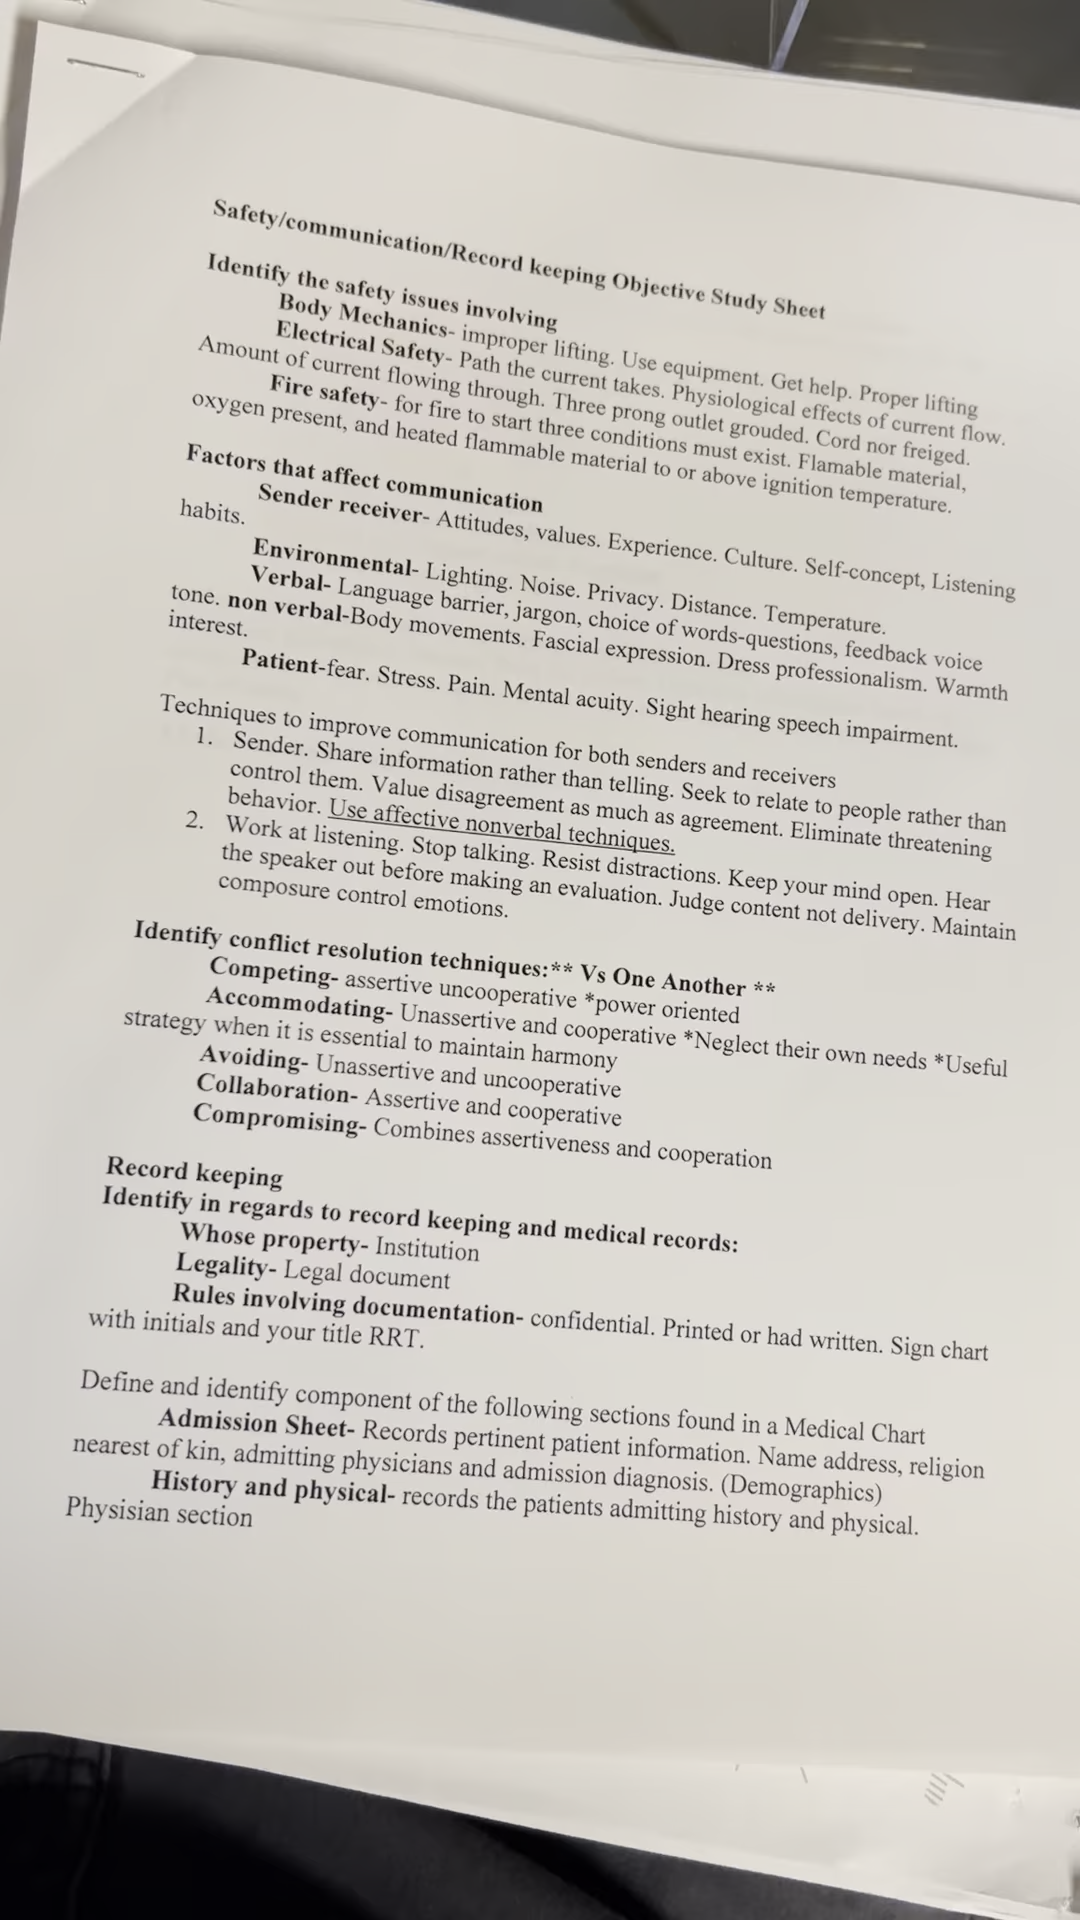 Safety/communication/Record keeping Objective Study Sheet
Identify the safety issues involving
Body Mechanics- improper lifting. Use equipment. Get help. Proper lifting
Electrical Safety- Path the current takes. Physiological effects of current flow.
Amount of current flowing through. Three prong outlet grouded. Cord nor freiged.
Fire safety- for fire to start three conditions must exist. Flamable material,
oxygen present, and heated flammable material to or above ignition temperature.
Factors that affect communication
Sender receiver- Attitudes, values. Experience. Culture. Self-concept, Listening
habits.
Environmental- Lighting. Noise. Privacy. Distance. Temperature.
Verbal- Language barrier, jargon, choice of words-questions, feedback voice
tone. non verbal-Body movements. Fascial expression. Dress professionalism. Warmth
interest.
Patient-fear. Stress. Pain. Mental acuity. Sight hearing speech impairment.
Techniques to improve communication for both senders and receivers
1. Sender. Share information rather than telling. Seek to relate to people rather than
control them. Value disagreement as much as agreement. Eliminate threatening
behavior. Use affective nonverbal techniques.
2. Work at listening. Stop talking. Resist distractions. Keep your mind open. Hear
the speaker out before making an evaluation. Judge content not delivery. Maintain
composure control emotions.
Identify conflict resolution techniques:** Vs One Another **
Competing- assertive uncooperative *power oriented
Accommodating- Unassertive and cooperative *Neglect their own needs *Useful
strategy when it is essential to maintain harmony
Avoiding- Unassertive and uncooperative
Collaboration- Assertive and cooperative
Compromising- Combines assertiveness and cooperation
Record keeping
Identify in regards to record keeping and medical records:
Whose property- Institution
Legality- Legal document
Rules involving documentation- confidential. Printed or had written. Sign chart
with initials and your title RRT.
Define and identify component of the following sections found in a Medical Chart
Admission Sheet- Records pertinent patient information. Name address, religion
nearest of kin, admitting physicians and admission diagnosis. (Demographics)
History and physical- records the patients admitting history and physical.
Physisian section